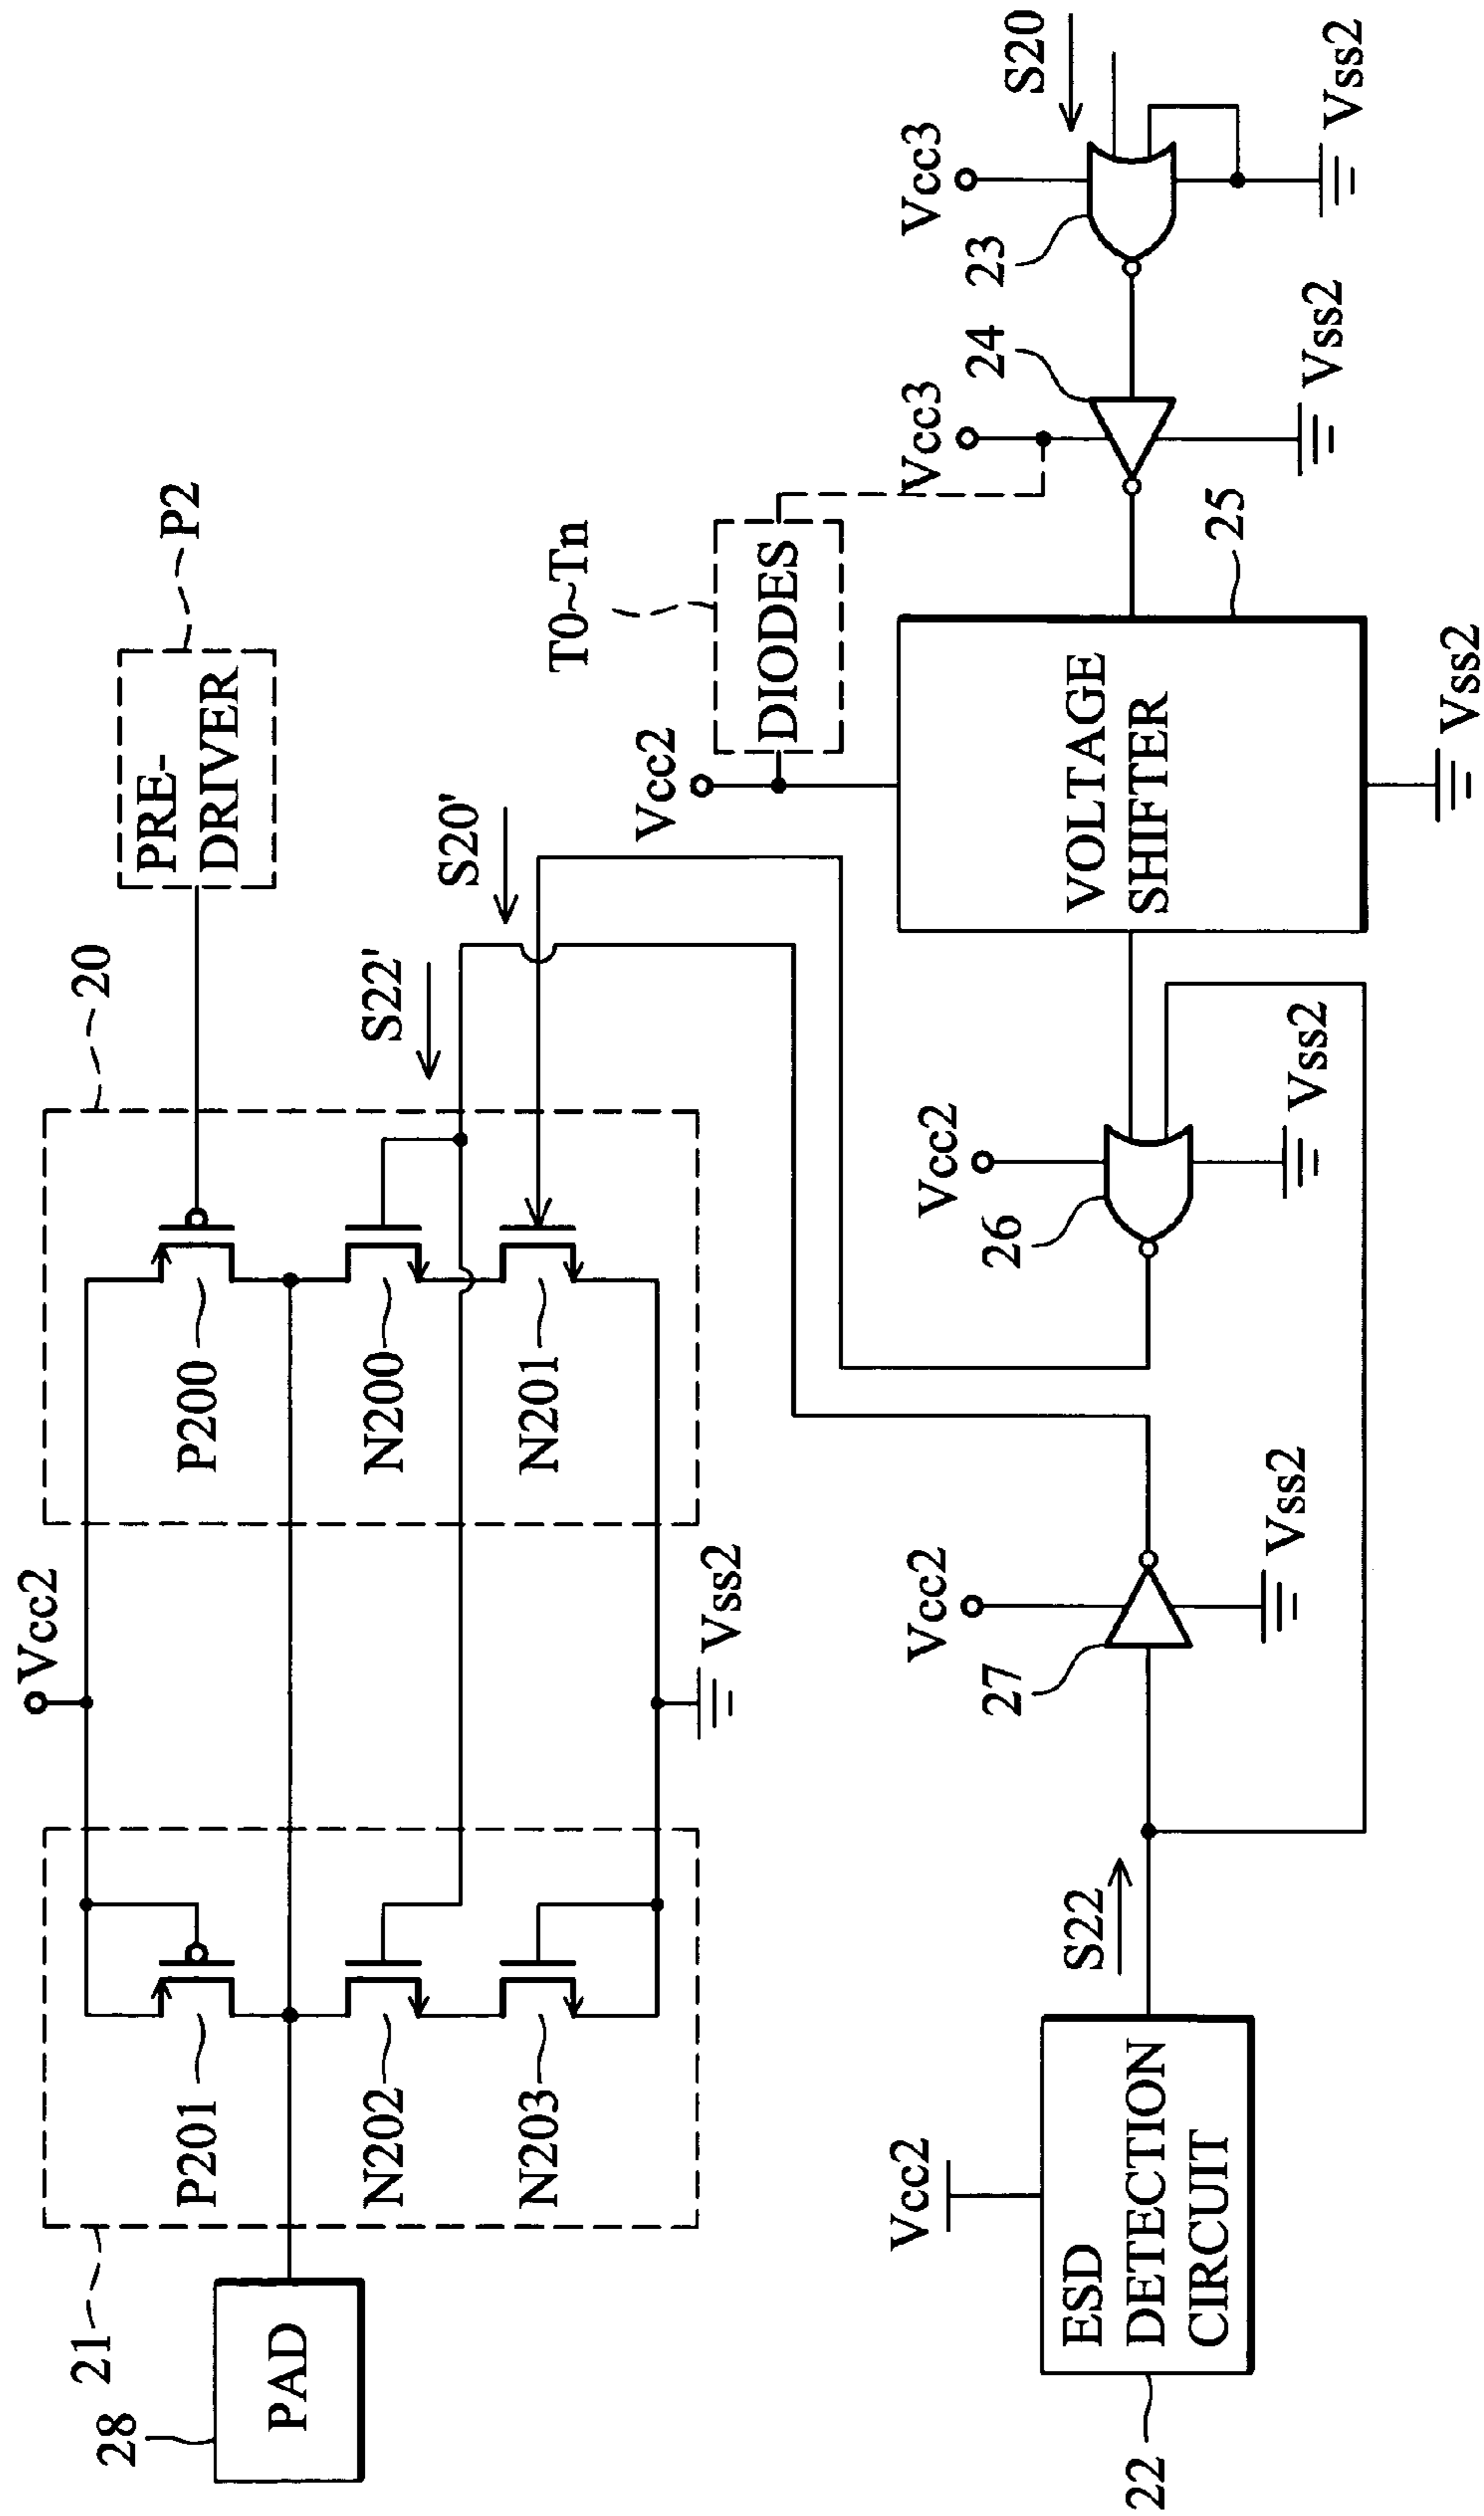 28
21
PAD
P201
N202
N203
Vcc2
Vss2
20
P200
N200
N201
S22'
S20'
PRE-
DRIVER
P2
T0~Tn
DIODES
Vcc2
22
ESD
DETECTION
CIRCUIT
Vcc2
S22
27
Vcc2
Vss2
26
Vcc2
Vss2
VOLTAGE
SHIFTER
25
Vss2
24
Vcc3
Vss2
23
Vcc3
Vss2
S20